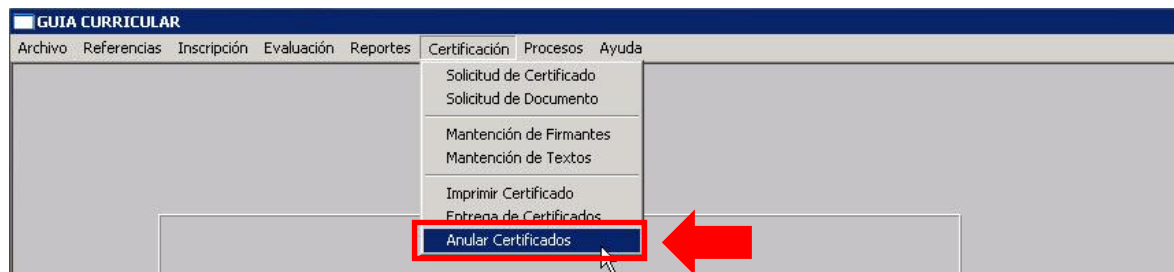 GUIA CURRICULAR
Archivo Referencias Inscripción Evaluación Reportes Certificación Procesos Ayuda
Solicitud de Certificado
Solicitud de Documento
Mantención de Firmantes
Mantención de Textos
Imprimir Certificado
Entrega de Certificados
Anular Certificados